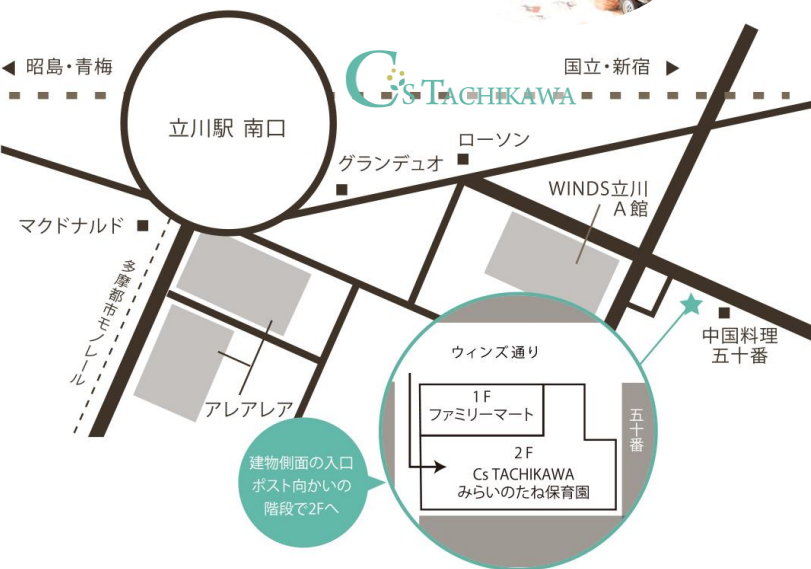 昭島・青梅
Cs TACHIKAWA
国立・新宿
立川駅 南口
ローソン
グランデュオ
WINDS立川
A館
マクドナルド
多摩都市モノレール
中国料理
五十番
アレアレア
ウィンズ通り
1F
ファミリーマート
五十番
2F
Cs TACHIKAWA
みらいのたね保育園
建物側面の入口
ポスト向かいの
階段で2Fへ